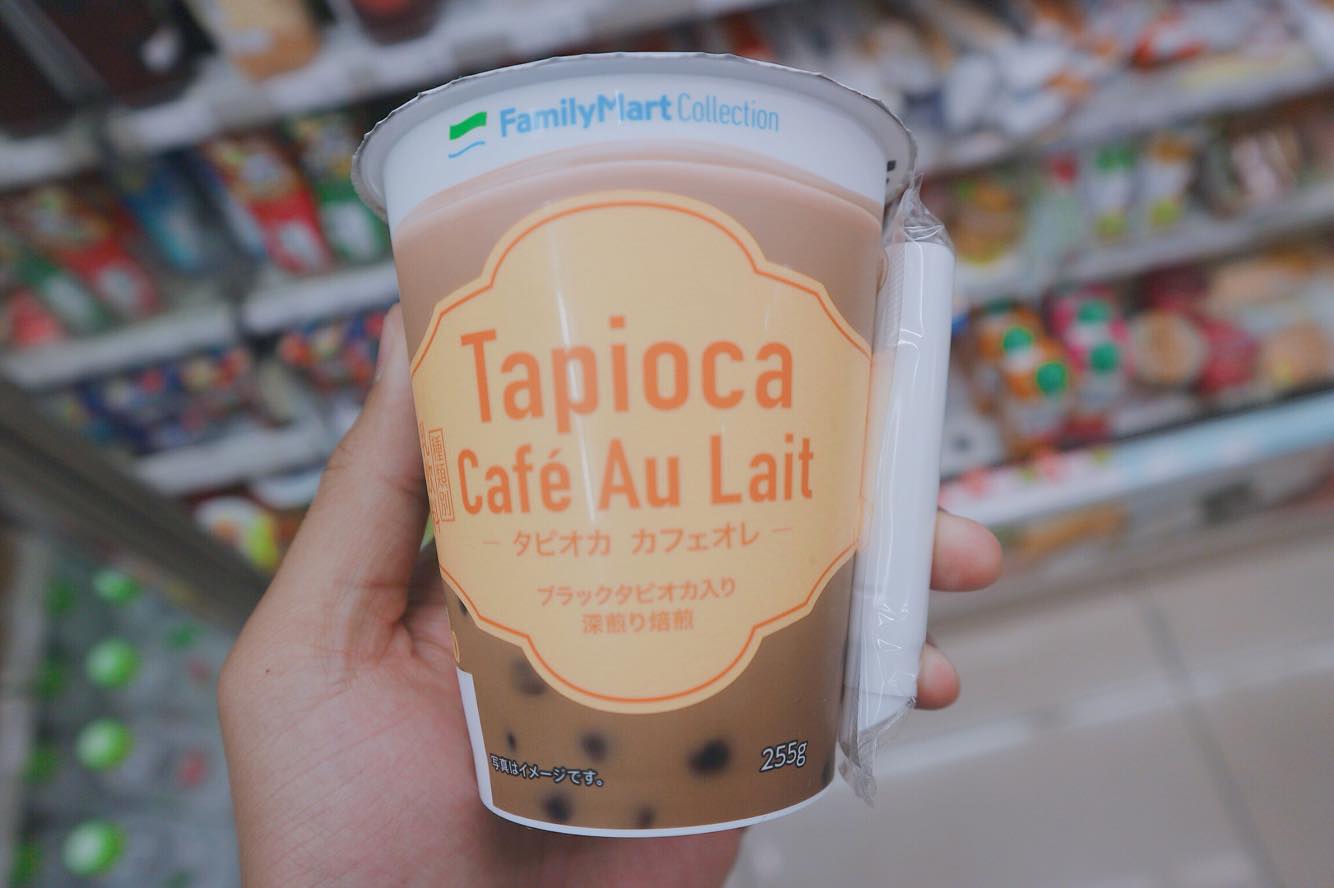 FamilyMart Collection
Tapioca
Café Au Lait
－タピオカ カフェオレ－
ブラックタピオカ入り
深煎り焙煎
255g
写真はイメージです。